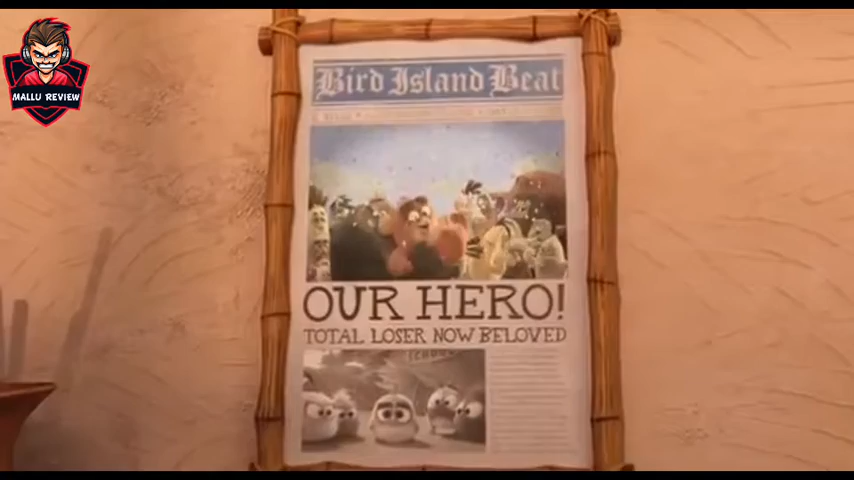 MALLU REVIEW
Bird Island Beat
OUR HERO!
TOTAL LOSER NOW BELOVED